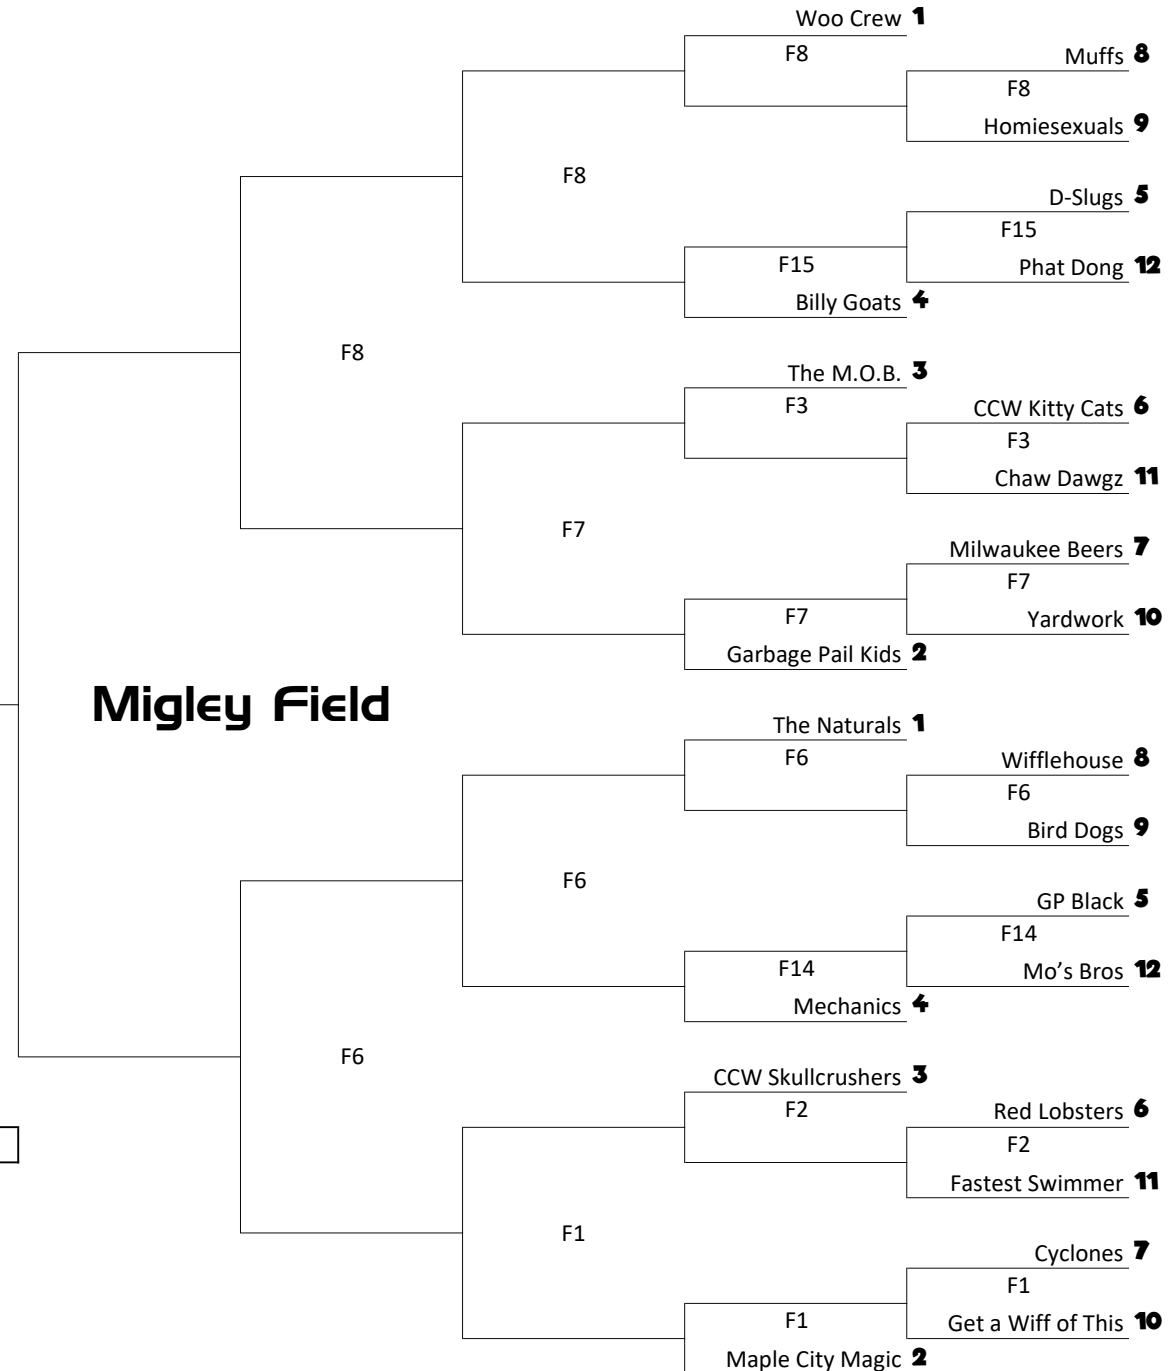 Woo Crew 1
F8
Muffs 8
F8
Homiesexuals 9
F8
D-Slugs 5
F15
Phat Dong 12
F15
Billy Goats 4
F8
The M.O.B. 3
F3
CCW Kitty Cats 6
F3
Chaw Dawgz 11
F7
Milwaukee Beers 7
F7
Yardwork 10
F7
Garbage Pail Kids 2
Migley Field
The Naturals 1
F6
Wifflehouse 8
F6
Bird Dogs 9
F6
GP Black 5
F14
Mo's Bros 12
F14
Mechanics 4
F6
CCW Skullcrushers 3
F2
Red Lobsters 6
F2
Fastest Swimmer 11
F1
Cyclones 7
F1
Get a Wiff of This 10
F1
Maple City Magic 2